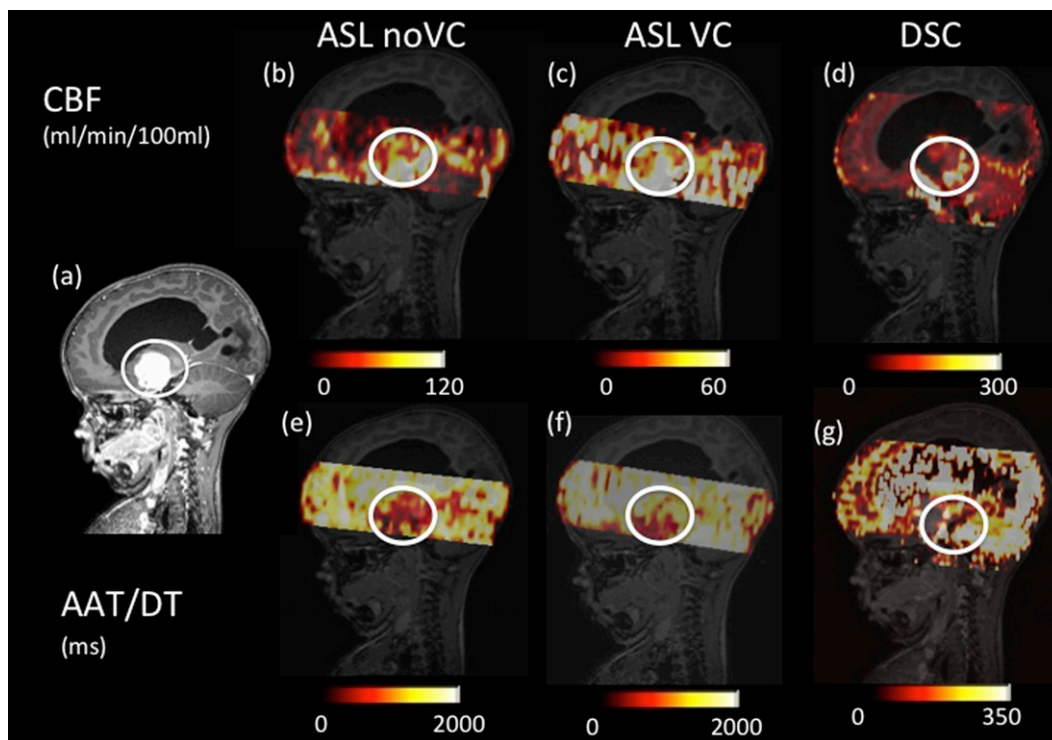 ASL noVC ASL VC DSC
CBF
(ml/min/100ml)
(b) (c) (d)
0 120 0 60 0 300
(a)
(e) (f) (g)
AAT/DT
(ms)
0 2000 0 2000 0 350